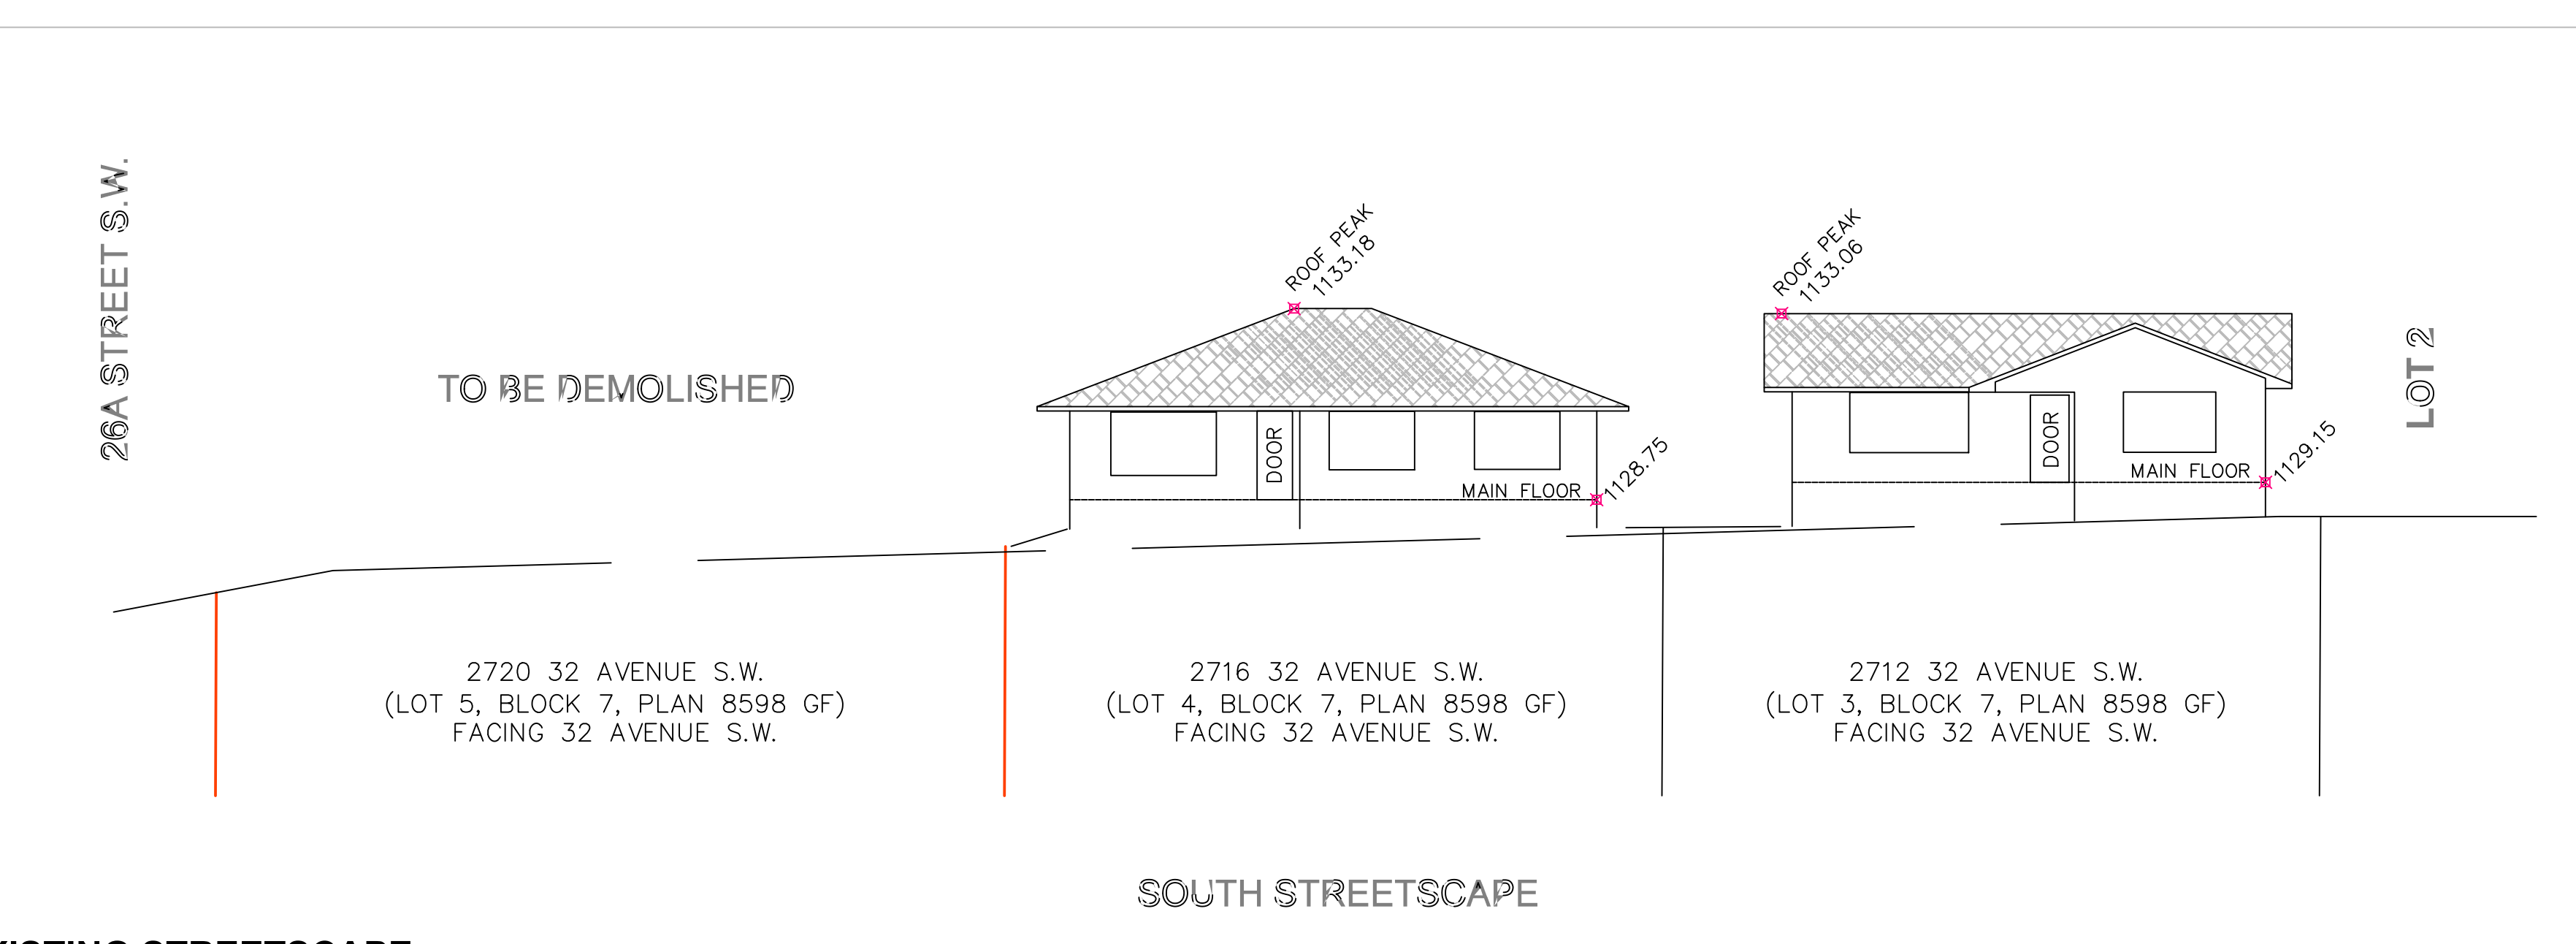 26A STREET S.W.
TO BE DEMOLISHED
ROOF PEAK
1133.18
ROOF PEAK
1133.06
LOT 2
DOOR
MAIN FLOOR
1128.75
DOOR
MAIN FLOOR
1129.15
2720 32 AVENUE S.W.
(LOT 5, BLOCK 7, PLAN 8598 GF)
FACING 32 AVENUE S.W.
2716 32 AVENUE S.W.
(LOT 4, BLOCK 7, PLAN 8598 GF)
FACING 32 AVENUE S.W.
2712 32 AVENUE S.W.
(LOT 3, BLOCK 7, PLAN 8598 GF)
FACING 32 AVENUE S.W.
SOUTH STREETSCAPE
STREETSCAPE